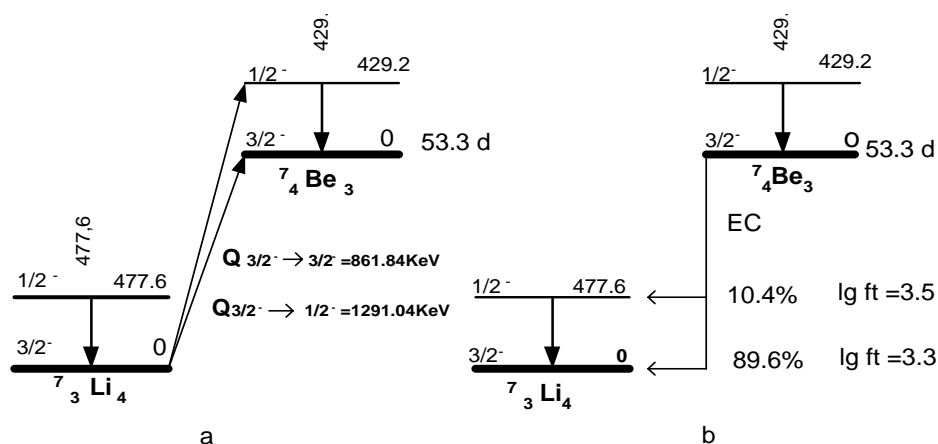 429.
1/2⁻ 429.2
3/2⁻ 0 53.3 d
⁷₄ Be ₃
477,6
Q 3/2⁻ → 3/2⁻ =861.84KeV
1/2⁻ 477.6
Q3/2⁻ → 1/2⁻ =1291.04KeV
3/2⁻ 0
⁷₃ Li ₄
a
429.
1/2⁻ 429.2
3/2⁻ O 53.3 d
⁷₄Be₃
EC
1/2⁻ 477.6 10.4% lg ft =3.5
3/2⁻ 0 89.6% lg ft =3.3
⁷₃ Li₄
b